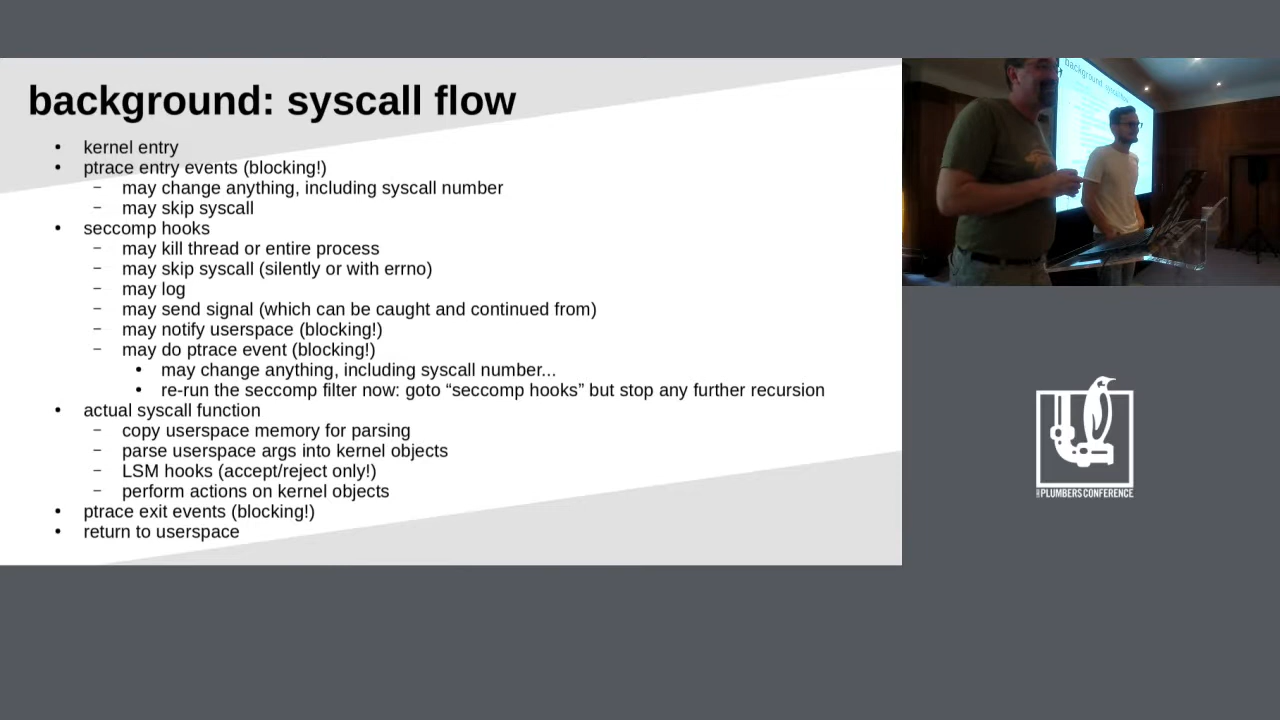 background: syscall flow
• kernel entry
• ptrace entry events (blocking!)
– may change anything, including syscall number
– may skip syscall
• seccomp hooks
– may kill thread or entire process
– may skip syscall (silently or with errno)
– may log
– may send signal (which can be caught and continued from)
– may notify userspace (blocking!)
– may do ptrace event (blocking!)
• may change anything, including syscall number...
• re-run the seccomp filter now: goto “seccomp hooks” but stop any further recursion
• actual syscall function
– copy userspace memory for parsing
– parse userspace args into kernel objects
– LSM hooks (accept/reject only!)
– perform actions on kernel objects
• ptrace exit events (blocking!)
• return to userspace
background: syscall flow
PLUMBERS CONFERENCE